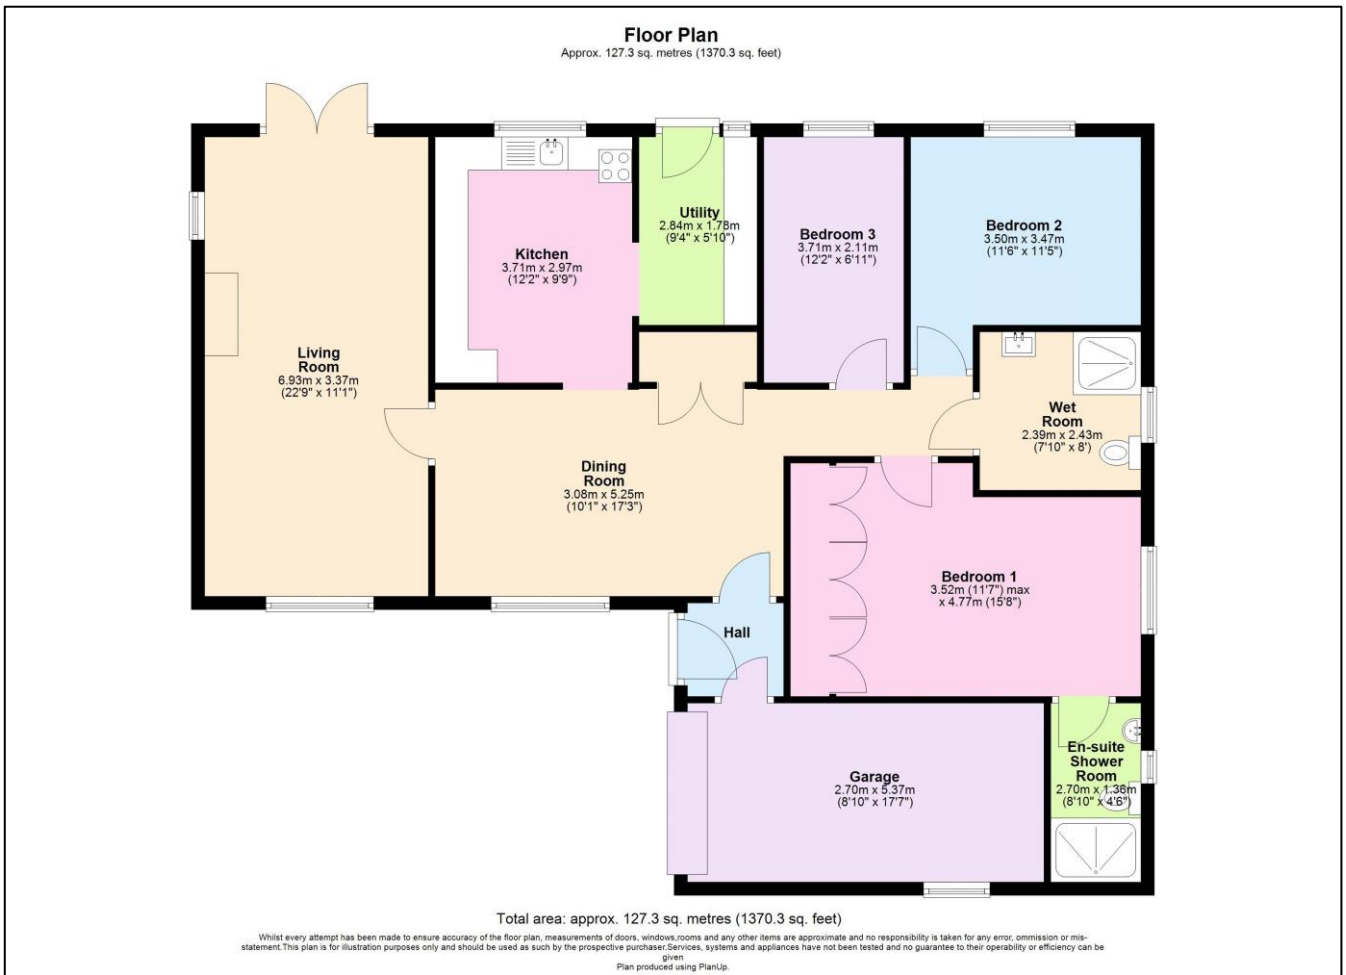 Floor Plan
Approx. 127.3 sq. metres (1370.3 sq. feet)
Utility
2.84m x 1.78m
(9'4" x 5'10")
Bedroom 3
3.71m x 2.11m
(12'2" x 6'11")
Bedroom 2
3.50m x 3.47m
(11'6" x 11'5")
Kitchen
3.71m x 2.97m
(12'2" x 9'9")
Living
Room
6.93m x 3.37m
(22'9" x 11'1")
Wet
Room
2.39m x 2.43m
(7'10" x 8')
Dining
Room
3.08m x 5.25m
(10'1" x 17'3")
Bedroom 1
3.52m (11'7") max
x 4.77m (15'8")
Hall
En-suite
Shower
Room
2.70m x 1.36m
(8'10" x 4'6")
Garage
2.70m x 5.37m
(8'10" x 17'7")
Total area: approx. 127.3 sq. metres (1370.3 sq. feet)
Whilst every attempt has been made to ensure accuracy of the floor plan, measurements of doors, windows,rooms and any other items are approximate and no responsibility is taken for any error, ommission or mis-
statement.This plan is for illustration purposes only and should be used as such by the prospective purchaser.Services, systems and appliances have not been tested and no guarantee to their operability or efficiency can be
given
Plan produced using PlanUp.